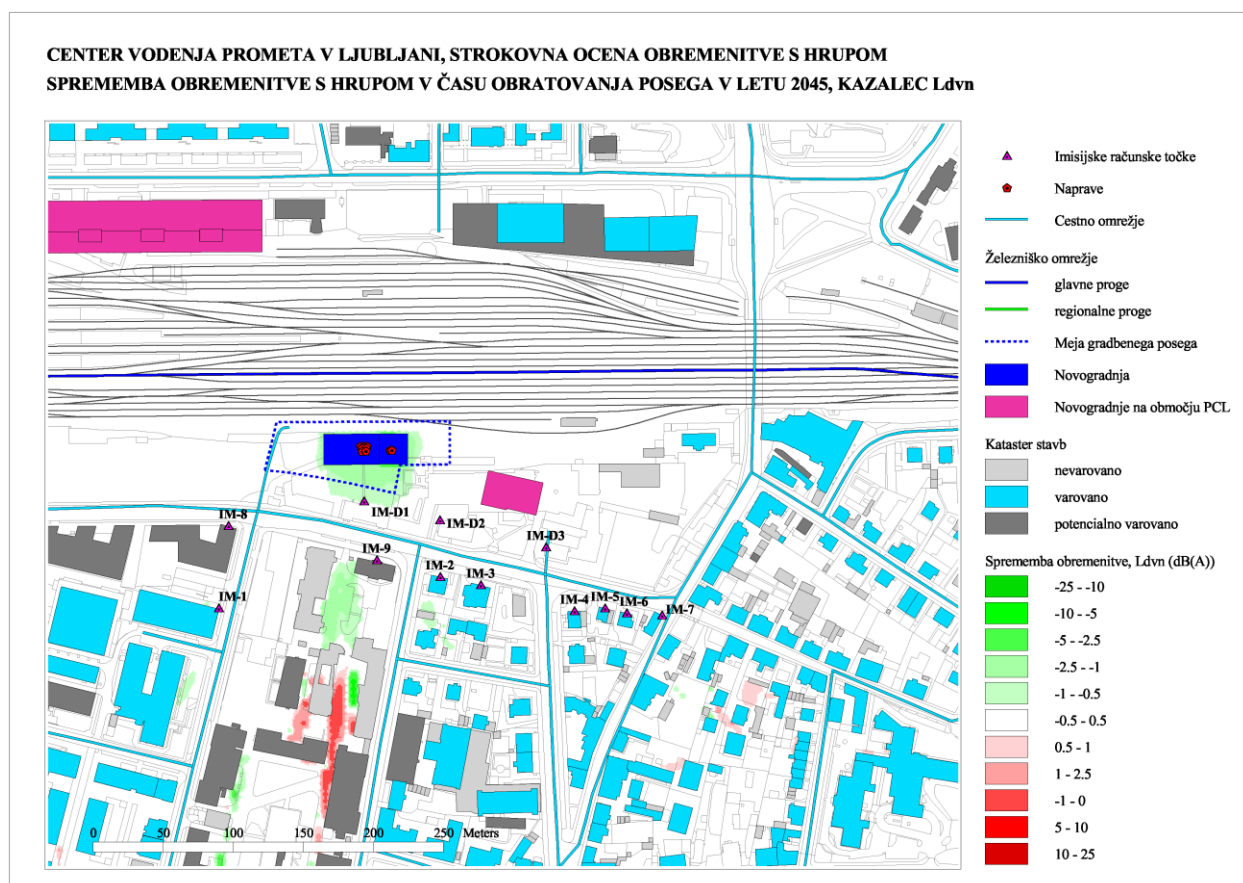 CENTER VODENJA PROMETA V LJUBLJANI, STROKOVNA OCENA OBREMENITVE S HRUPOM
SPREMEMBA OBREMENITVE S HRUPOM V ČASU OBRATOVANJA POSEGA V LETU 2045, KAZALEC Ldvn
Imisijske računske točke
Naprave
Cestno omrežje
Železniško omrežje
glavne proge
regionalne proge
Meja gradbenega posega
Novogradnja
Novogradnje na območju PCL
Kataster stavb
nevarovano
varovano
potencialno varovano
Sprememba obremenitve, Ldvn (dB(A))
-25 - -10
-10 - -5
-5 - -2.5
-2.5 - -1
-1 - -0.5
-0.5 - 0.5
0.5 - 1
1 - 2.5
-1 - 0
5 - 10
10 - 25
IM-D1
IM-8
IM-D2
IM-D3
IM-9
IM-2
IM-3
IM-1
IM-4
IM-5
IM-6
IM-7
0 50 100 150 200 250 Meters